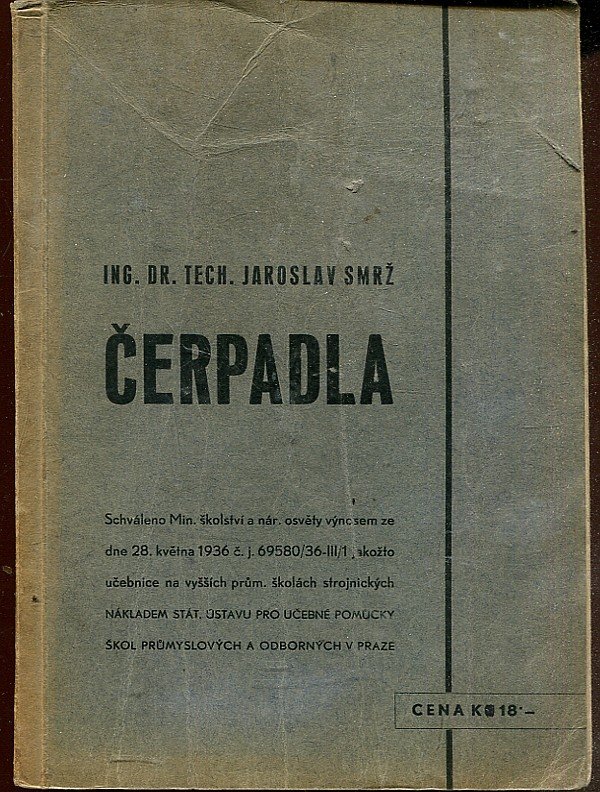 ING. DR. TECH. JAROSLAV SMRŽ
ČERPADLA
Schváleno Min. školství a nár. osvěty výnosem ze
dne 28. května 1936 č. j. 69580/36-III/1 jakožto
učebnice na vyšších prům. školách strojnických
NÁKLADEM STÁT. ÚSTAVU PRO UČEBNÉ POMŮCKY
ŠKOL PRŮMYSLOVÝCH A ODBORNÝCH V PRAZE
CENA Kč 18·–